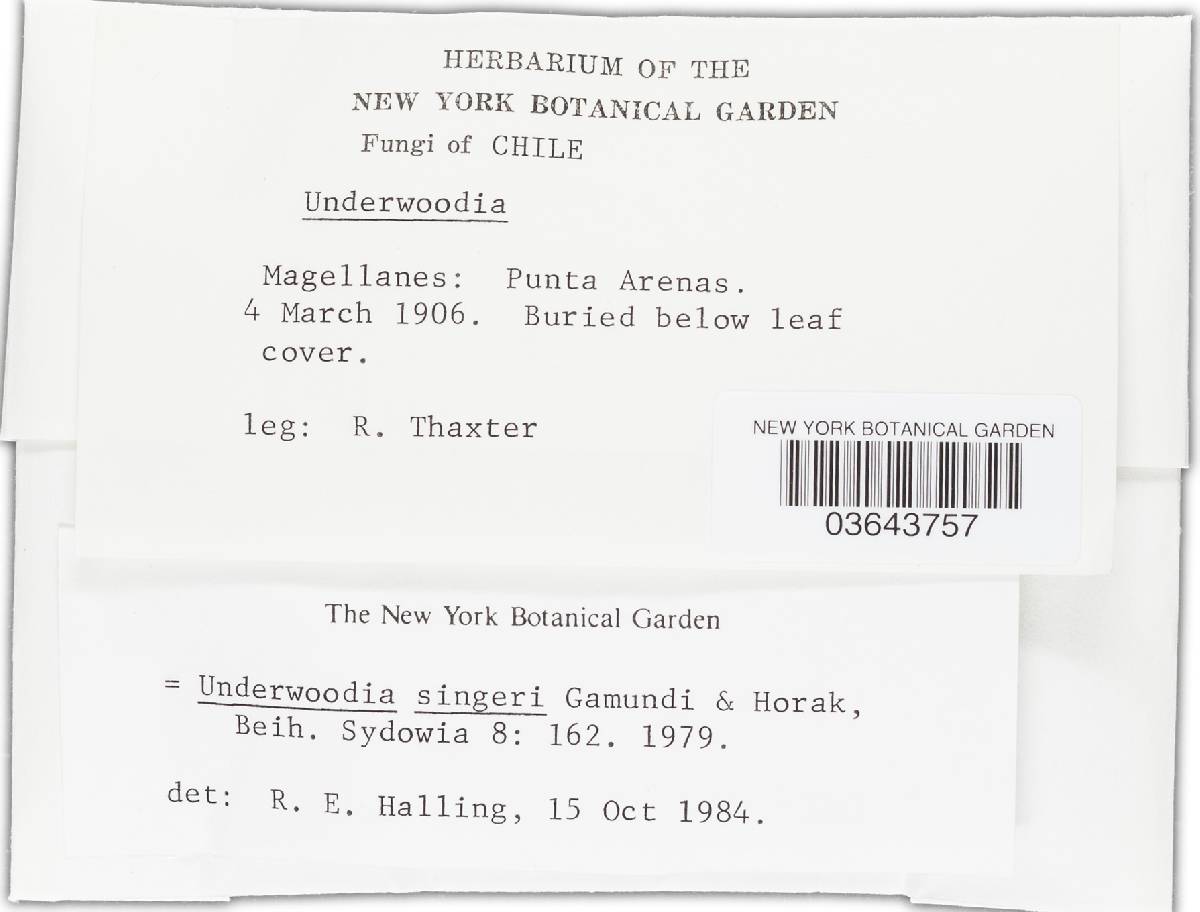 HERBARIUM OF THE
NEW YORK BOTANICAL GARDEN
Fungi of CHILE
Underwoodia
Magellanes: Punta Arenas.
4 March 1906. Buried below leaf
cover.
leg: R. Thaxter
NEW YORK BOTANICAL GARDEN
03643757
The New York Botanical Garden
= Underwoodia singeri Gamundi & Horak,
Beih. Sydowia 8: 162. 1979.
det: R. E. Halling, 15 Oct 1984.